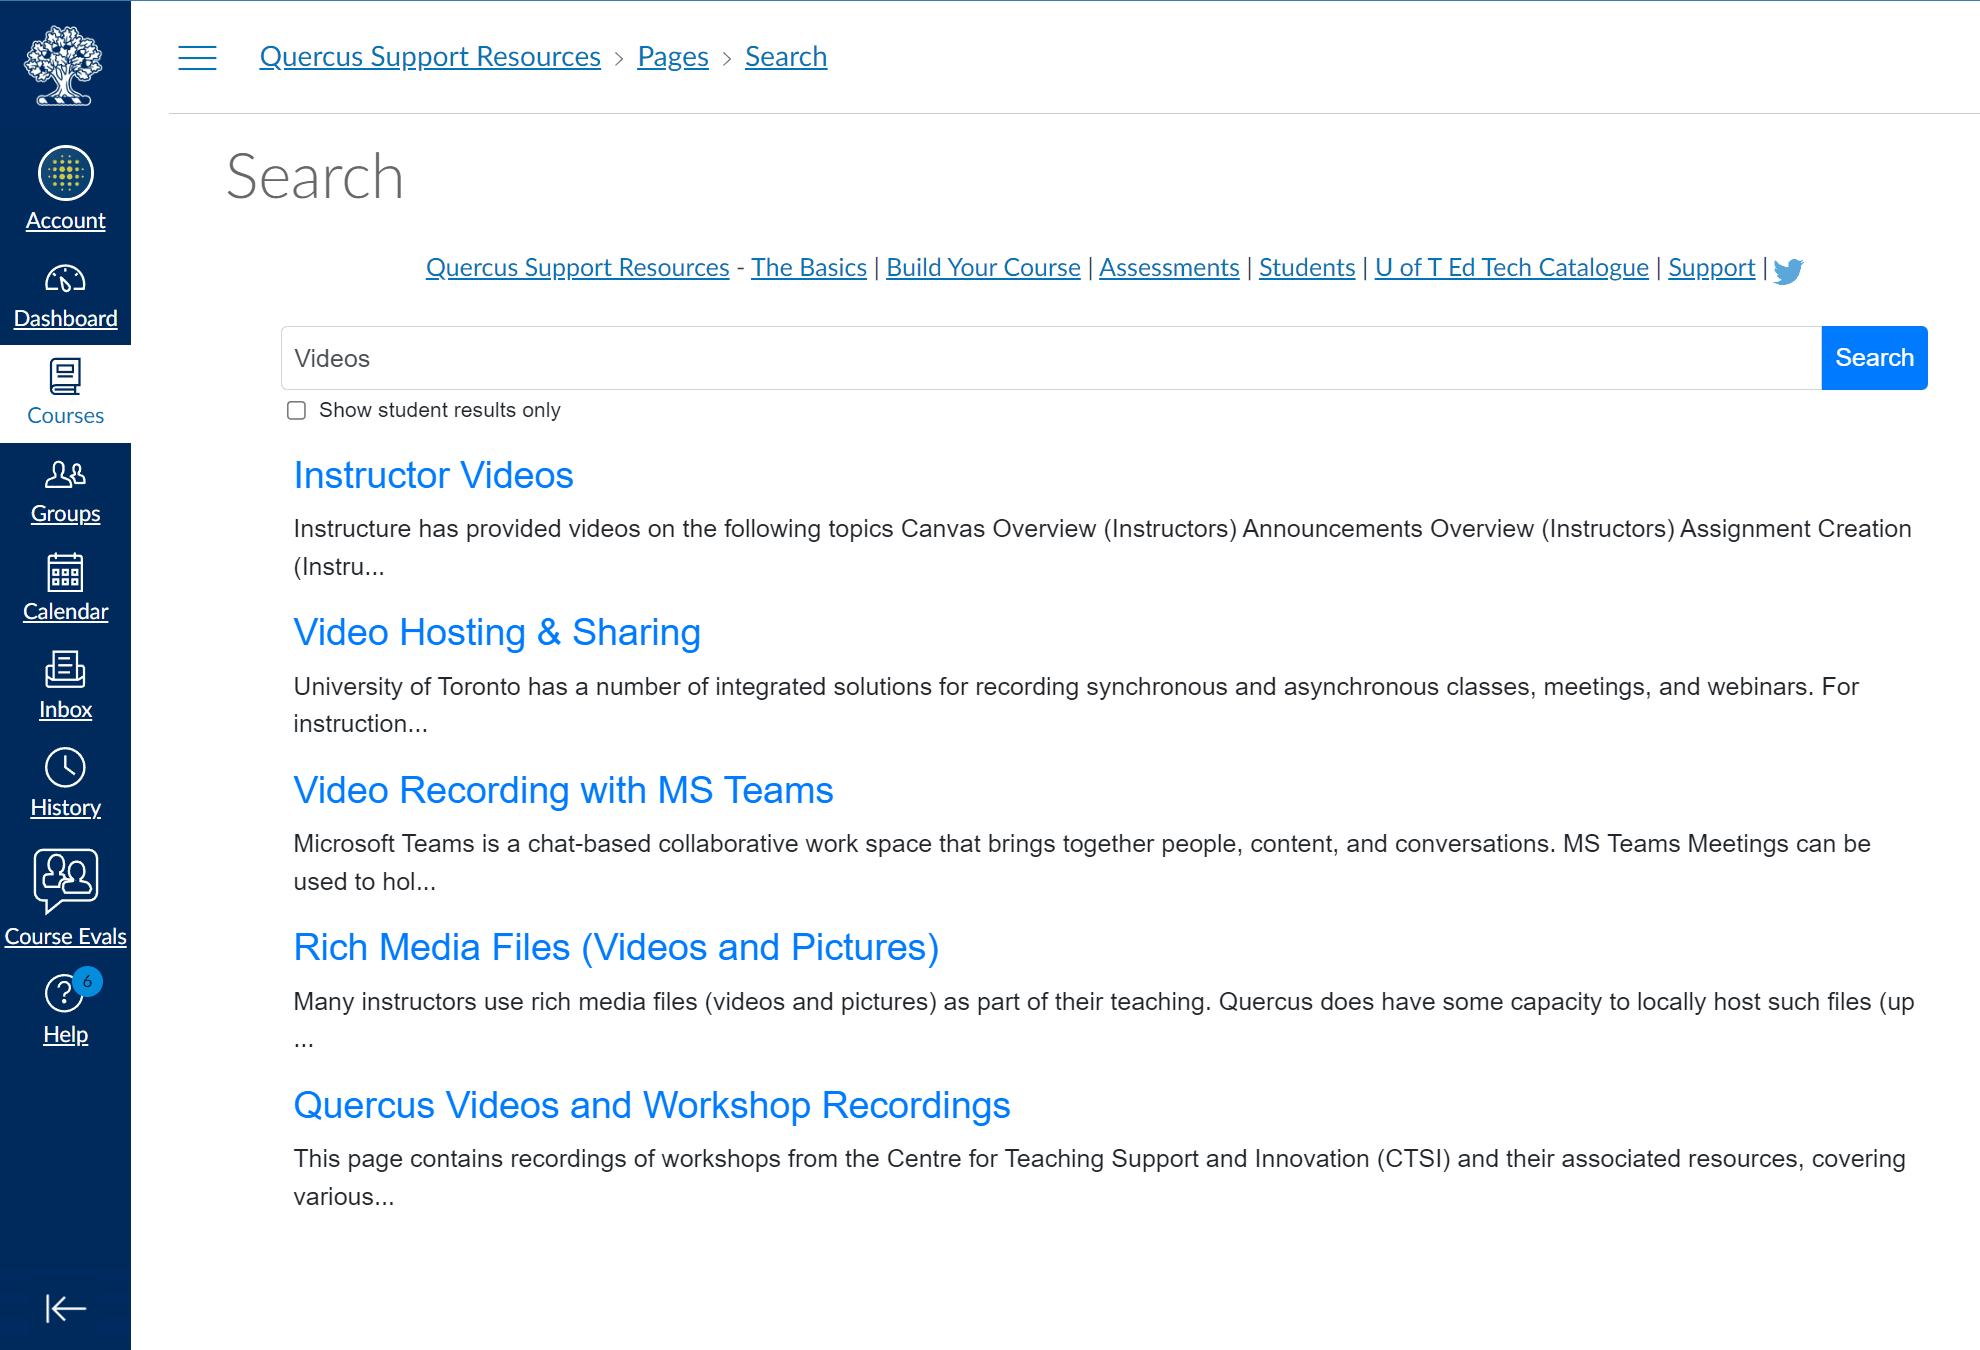 Quercus Support Resources > Pages > Search
Search
Quercus Support Resources - The Basics | Build Your Course | Assessments | Students | U of T Ed Tech Catalogue | Support |
Videos
Search
Show student results only
Instructor Videos
Instructure has provided videos on the following topics Canvas Overview (Instructors) Announcements Overview (Instructors) Assignment Creation
(Instru...
Video Hosting & Sharing
University of Toronto has a number of integrated solutions for recording synchronous and asynchronous classes, meetings, and webinars. For
instruction...
Video Recording with MS Teams
Microsoft Teams is a chat-based collaborative work space that brings together people, content, and conversations. MS Teams Meetings can be
used to hol...
Rich Media Files (Videos and Pictures)
Many instructors use rich media files (videos and pictures) as part of their teaching. Quercus does have some capacity to locally host such files (up
...
Quercus Videos and Workshop Recordings
This page contains recordings of workshops from the Centre for Teaching Support and Innovation (CTSI) and their associated resources, covering
various...
Account
Dashboard
Courses
Groups
Calendar
Inbox
History
Course Evals
6
Help